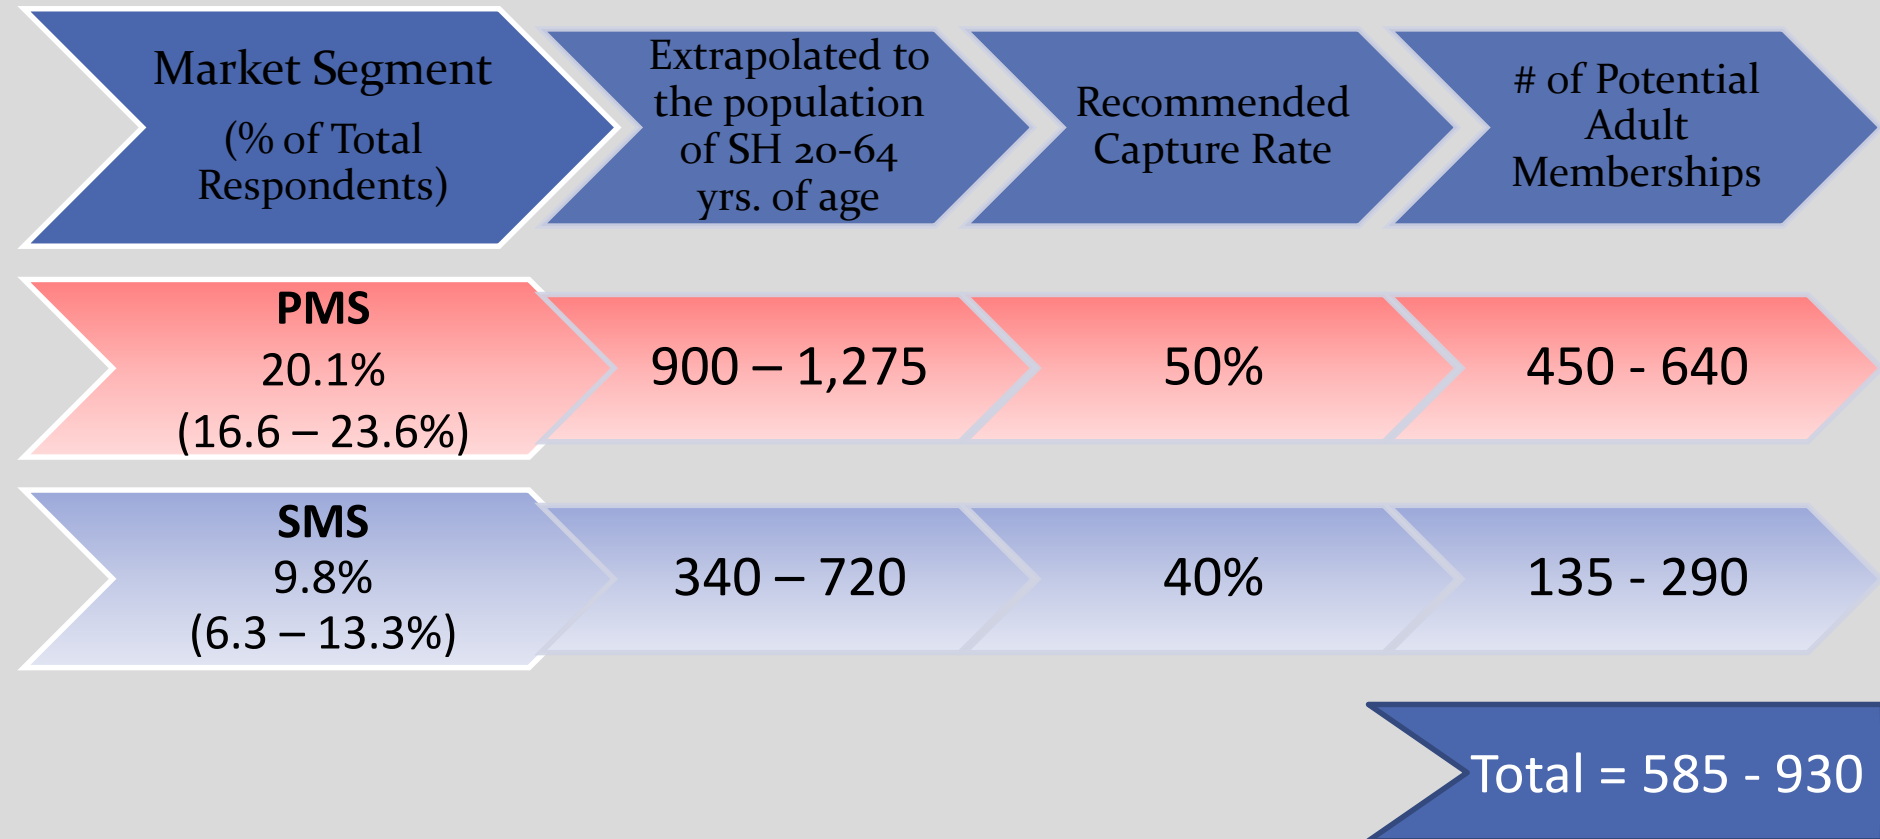 Market Segment
(% of Total
Respondents)
Extrapolated to
the population
of SH 20-64
yrs. of age
Recommended
Capture Rate
# of Potential
Adult
Memberships
PMS
20.1%
(16.6 – 23.6%)
900 – 1,275
50%
450 - 640
SMS
9.8%
(6.3 – 13.3%)
340 – 720
40%
135 - 290
Total = 585 - 930